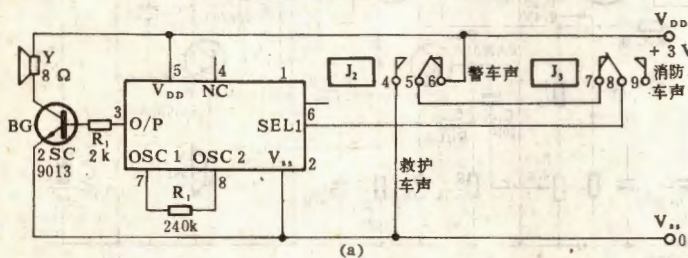 V_DD
+ 3 V
Y
8 Ω
5
4
1
J₂
4 5 6
警车声
J₃
7 8 9
消防
车声
V_DD
NC
BG
3
O/P
6
SEL1
R₁
2 k
2 SC
9013
OSC 1
OSC 2
V_ss
2
7
8
R₁
240k
救护
车声
V_ss
0
(a)